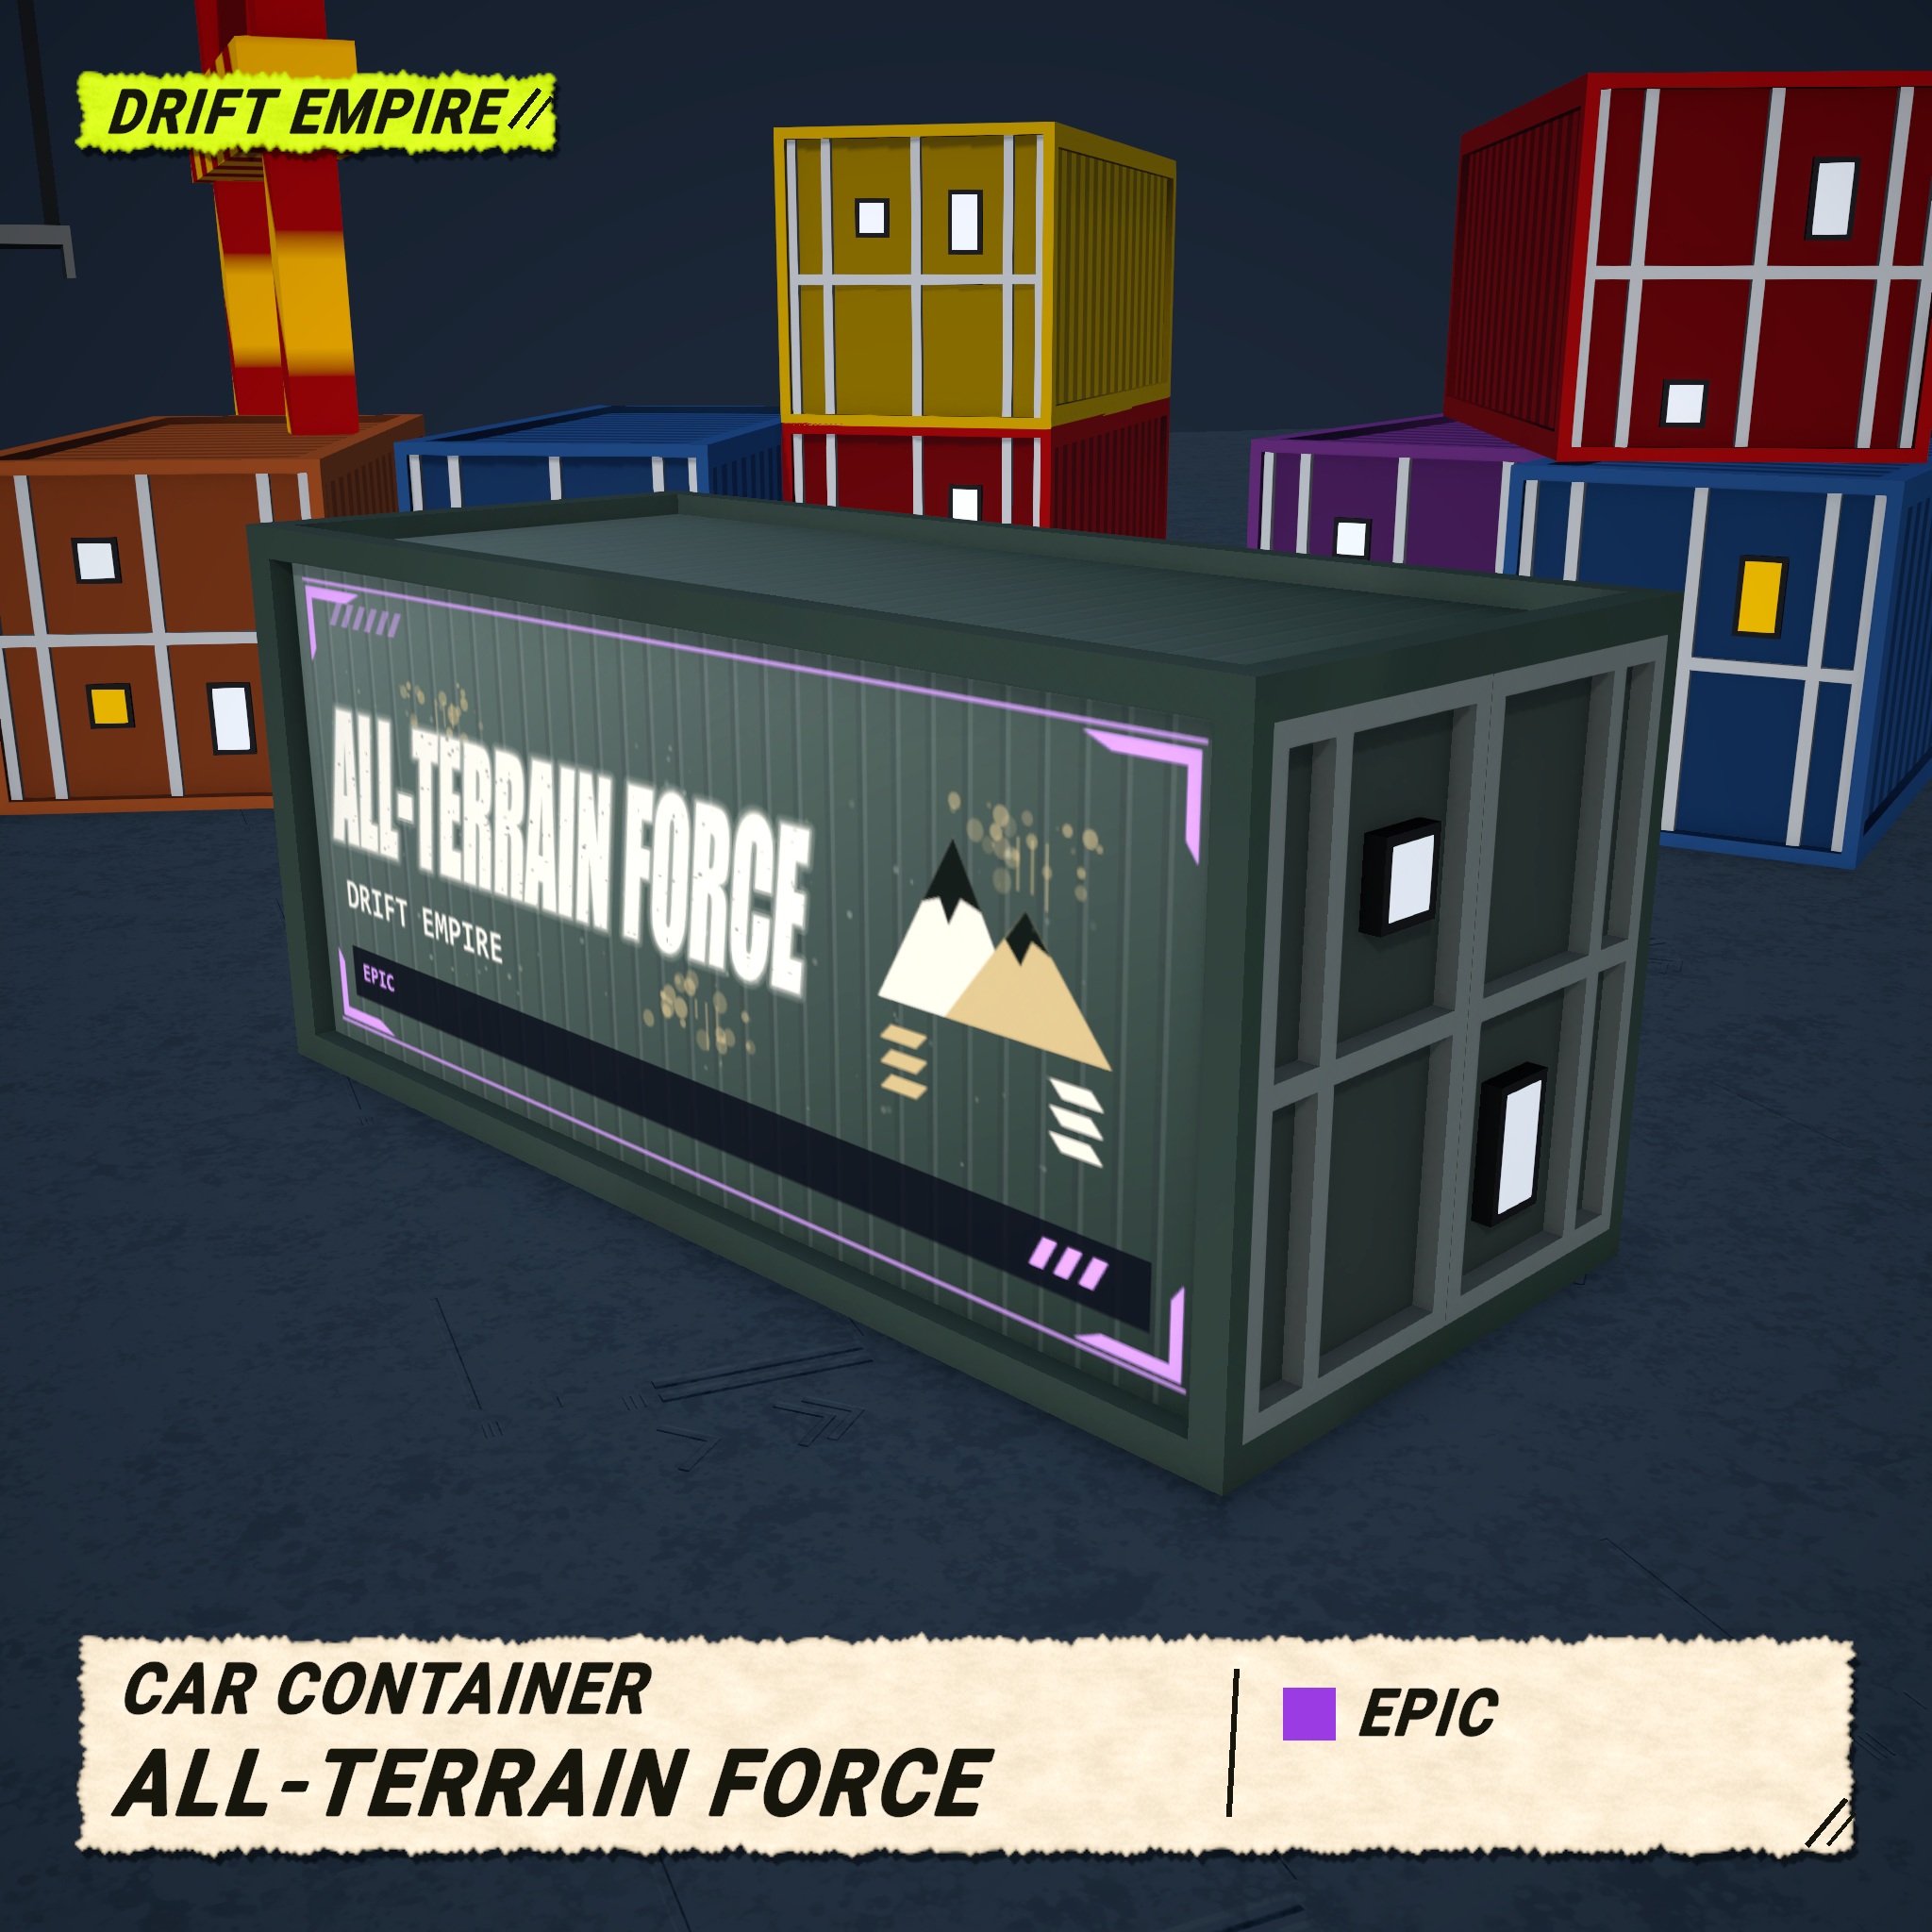 DRIFT EMPIRE//
ALL-TERRAIN FORCE
DRIFT EMPIRE
EPIC
CAR CONTAINER
ALL-TERRAIN FORCE
EPIC